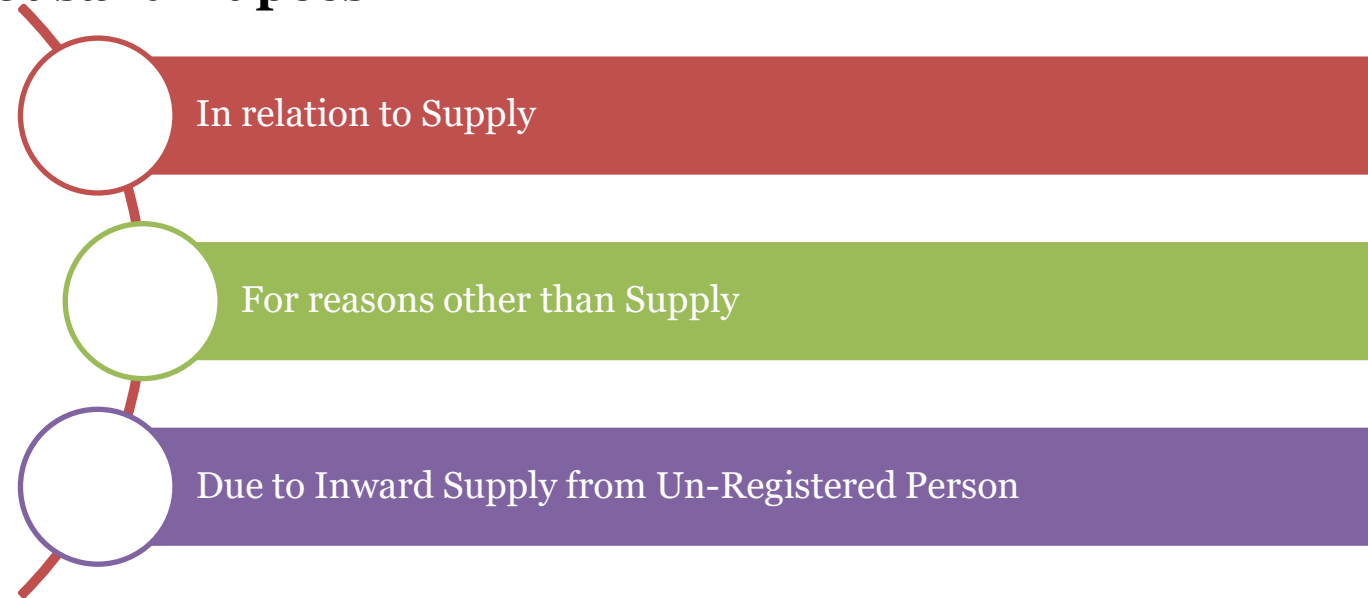 In relation to Supply
For reasons other than Supply
Due to Inward Supply from Un-Registered Person